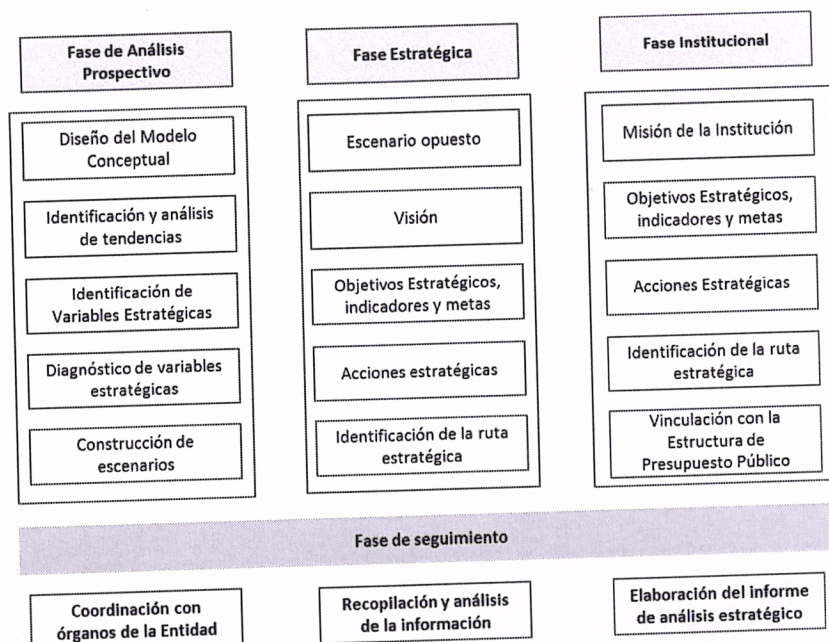 Fase de Análisis
Prospectivo
Diseño del Modelo
Conceptual
Identificación y análisis
de tendencias
Identificación de
Variables Estratégicas
Diagnóstico de variables
estratégicas
Construcción de
escenarios
Fase Estratégica
Escenario opuesto
Visión
Objetivos Estratégicos,
indicadores y metas
Acciones estratégicas
Identificación de la ruta
estratégica
Fase Institucional
Misión de la Institución
Objetivos Estratégicos,
indicadores y metas
Acciones Estratégicas
Identificación de la ruta
estratégica
Vinculación con la
Estructura de
Presupuesto Público
Fase de seguimiento
Coordinación con
órganos de la Entidad
Recopilación y análisis
de la información
Elaboración del informe
de análisis estratégico